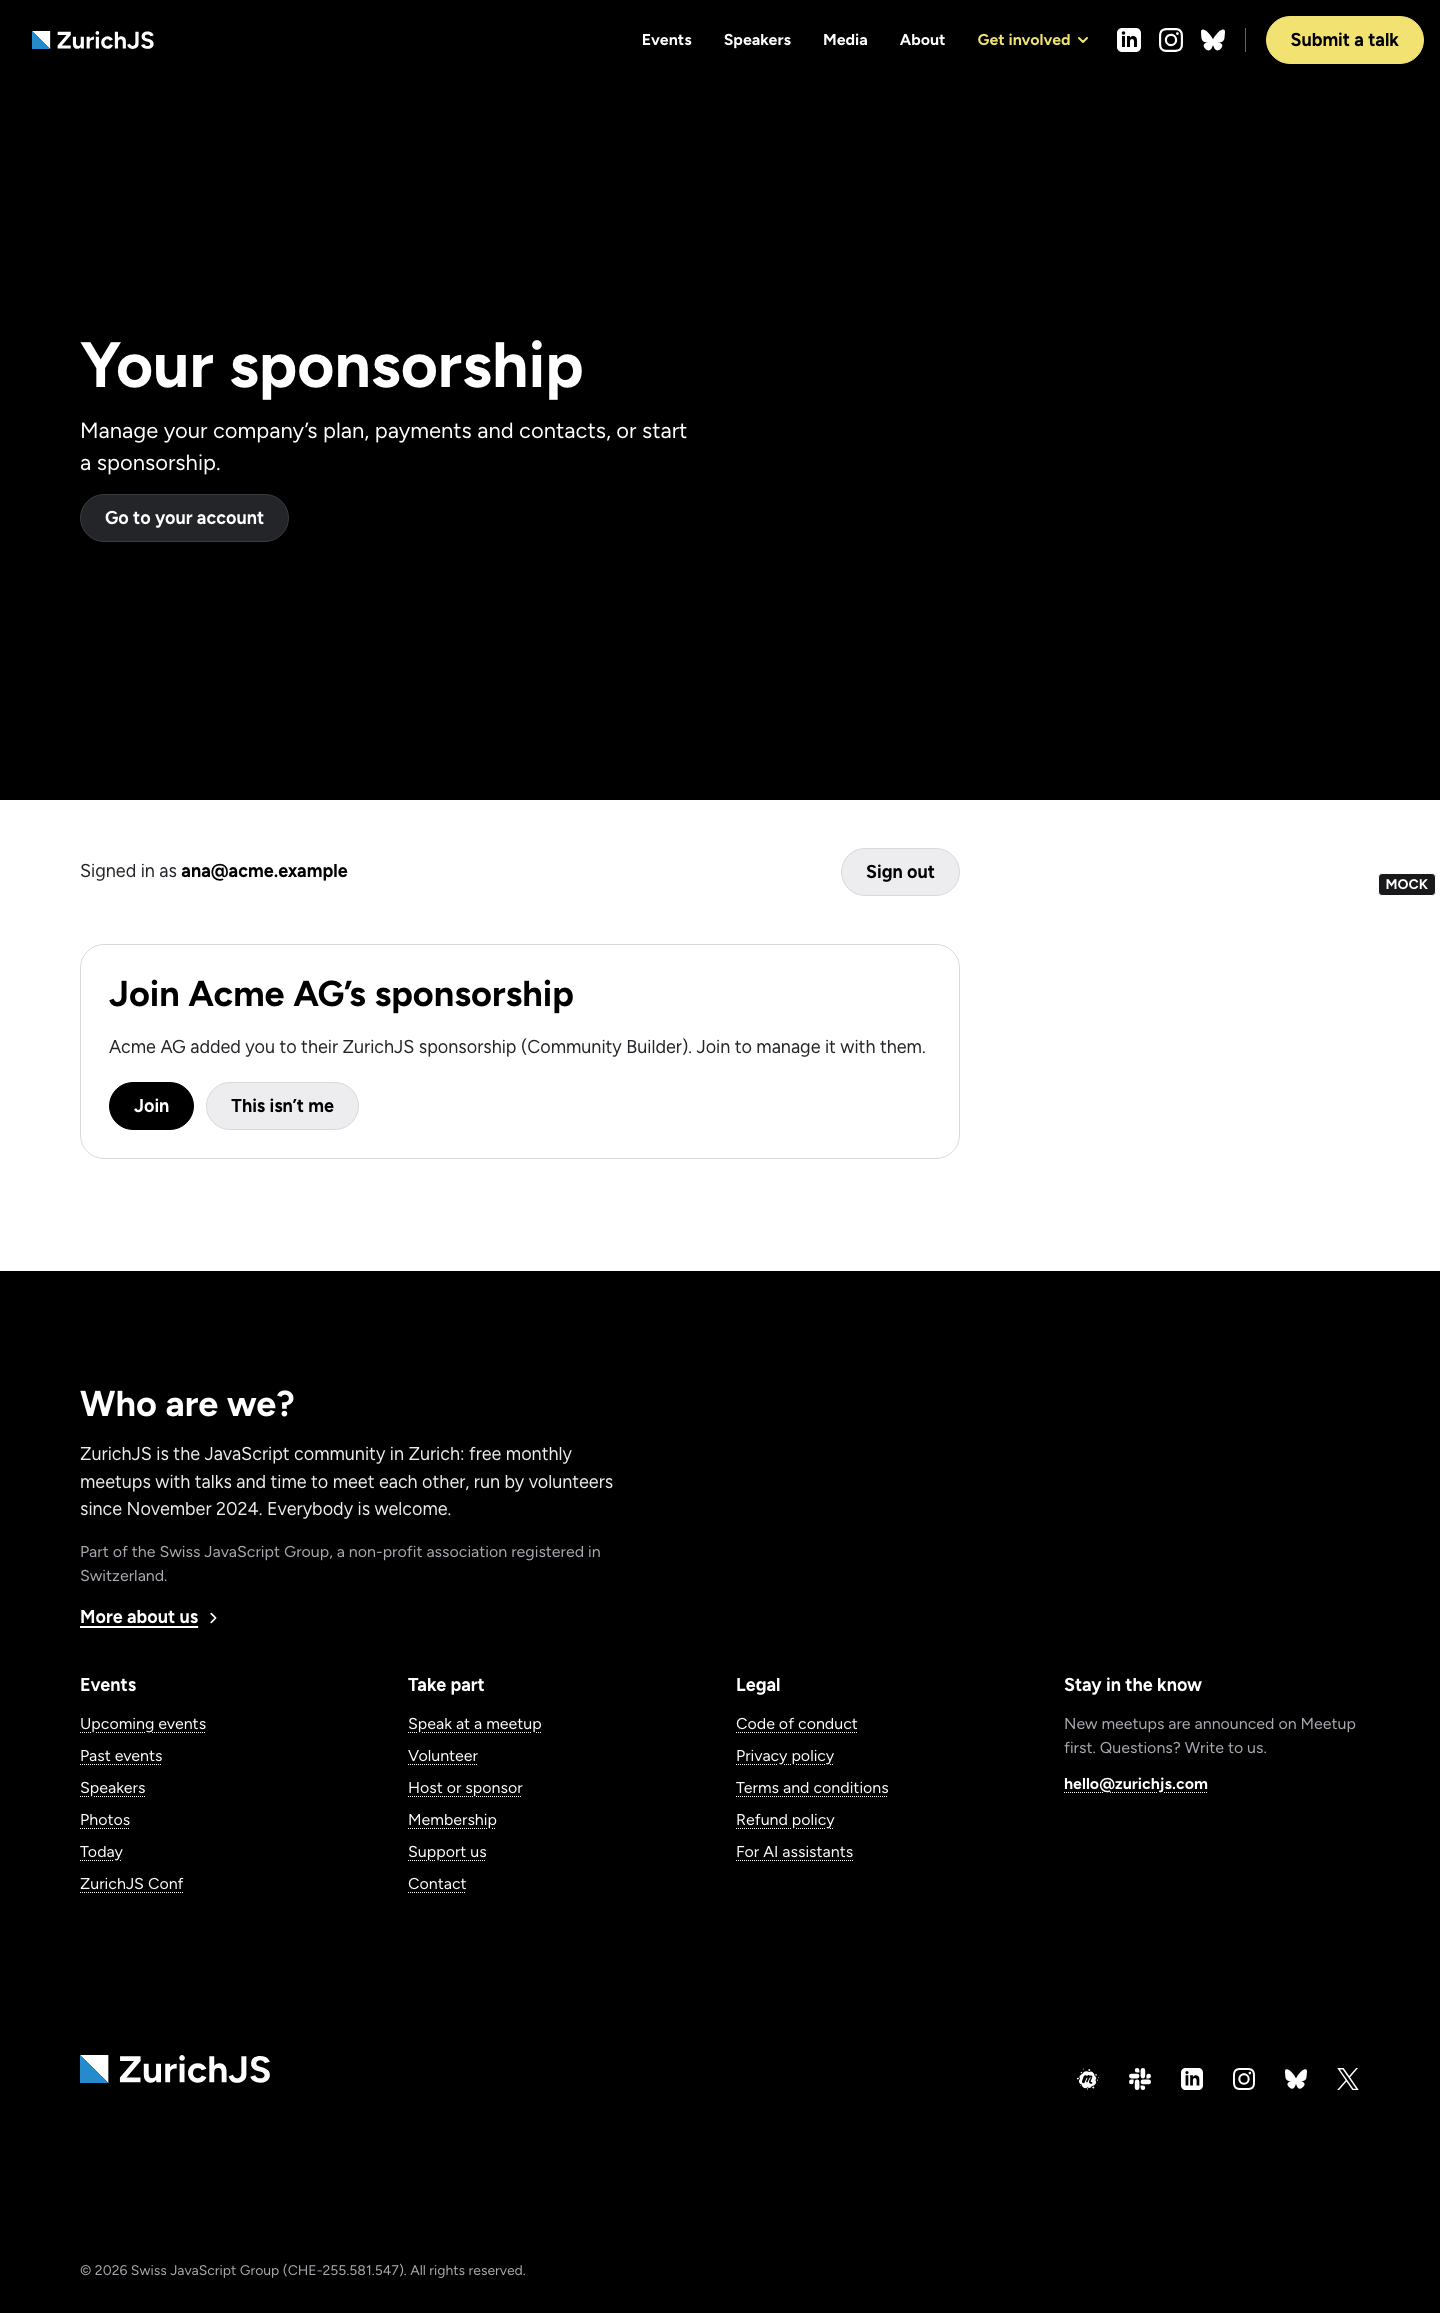 ZurichJS
Events
Speakers
Media
About
Get involved
Submit a talk
Your sponsorship
Manage your company’s plan, payments and contacts, or start
a sponsorship.
Go to your account
Signed in as ana@acme.example
Sign out
MOCK
Join Acme AG’s sponsorship
Acme AG added you to their ZurichJS sponsorship (Community Builder). Join to manage it with them.
Join
This isn’t me
Who are we?
ZurichJS is the JavaScript community in Zurich: free monthly
meetups with talks and time to meet each other, run by volunteers
since November 2024. Everybody is welcome.
Part of the Swiss JavaScript Group, a non-profit association registered in
Switzerland.
More about us
Events
Upcoming events
Past events
Speakers
Photos
Today
ZurichJS Conf
Take part
Speak at a meetup
Volunteer
Host or sponsor
Membership
Support us
Contact
Legal
Code of conduct
Privacy policy
Terms and conditions
Refund policy
For AI assistants
Stay in the know
New meetups are announced on Meetup
first. Questions? Write to us.
hello@zurichjs.com
ZurichJS
© 2026 Swiss JavaScript Group (CHE-255.581.547). All rights reserved.